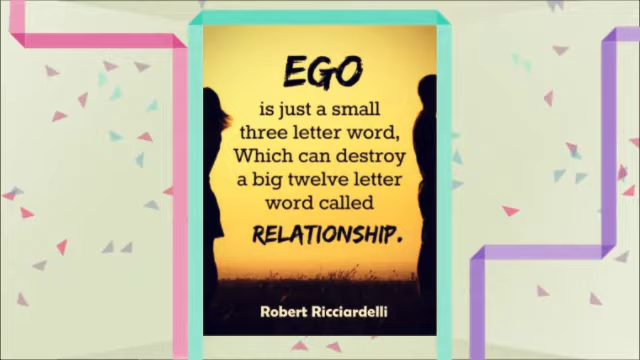 EGO
is just a small
three letter word,
Which can destroy
a big twelve letter
word called
RELATIONSHIP.
Robert Ricciardelli